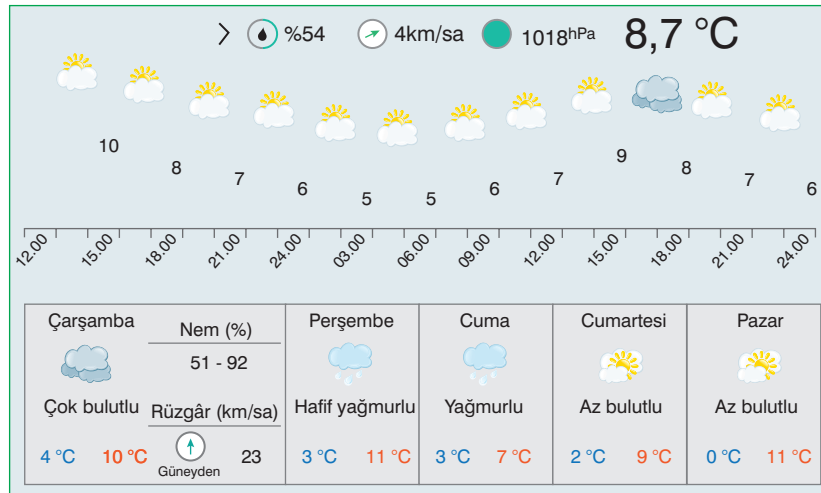 %54 4km/sa 1018hPa 8,7 °C
10 8 7 6 5 5 6 7 9 8 7 6
12.00 15.00 18.00 21.00 24.00 03.00 06.00 09.00 12.00 15.00 18.00 21.00 24.00
Çarşamba Nem (%) Perşembe Cuma Cumartesi Pazar
51 - 92
Çok bulutlu Rüzgâr (km/sa) Hafif yağmurlu Yağmurlu Az bulutlu Az bulutlu
4 °C 10 °C Güneyden 23 3 °C 11 °C 3 °C 7 °C 2 °C 9 °C 0 °C 11 °C